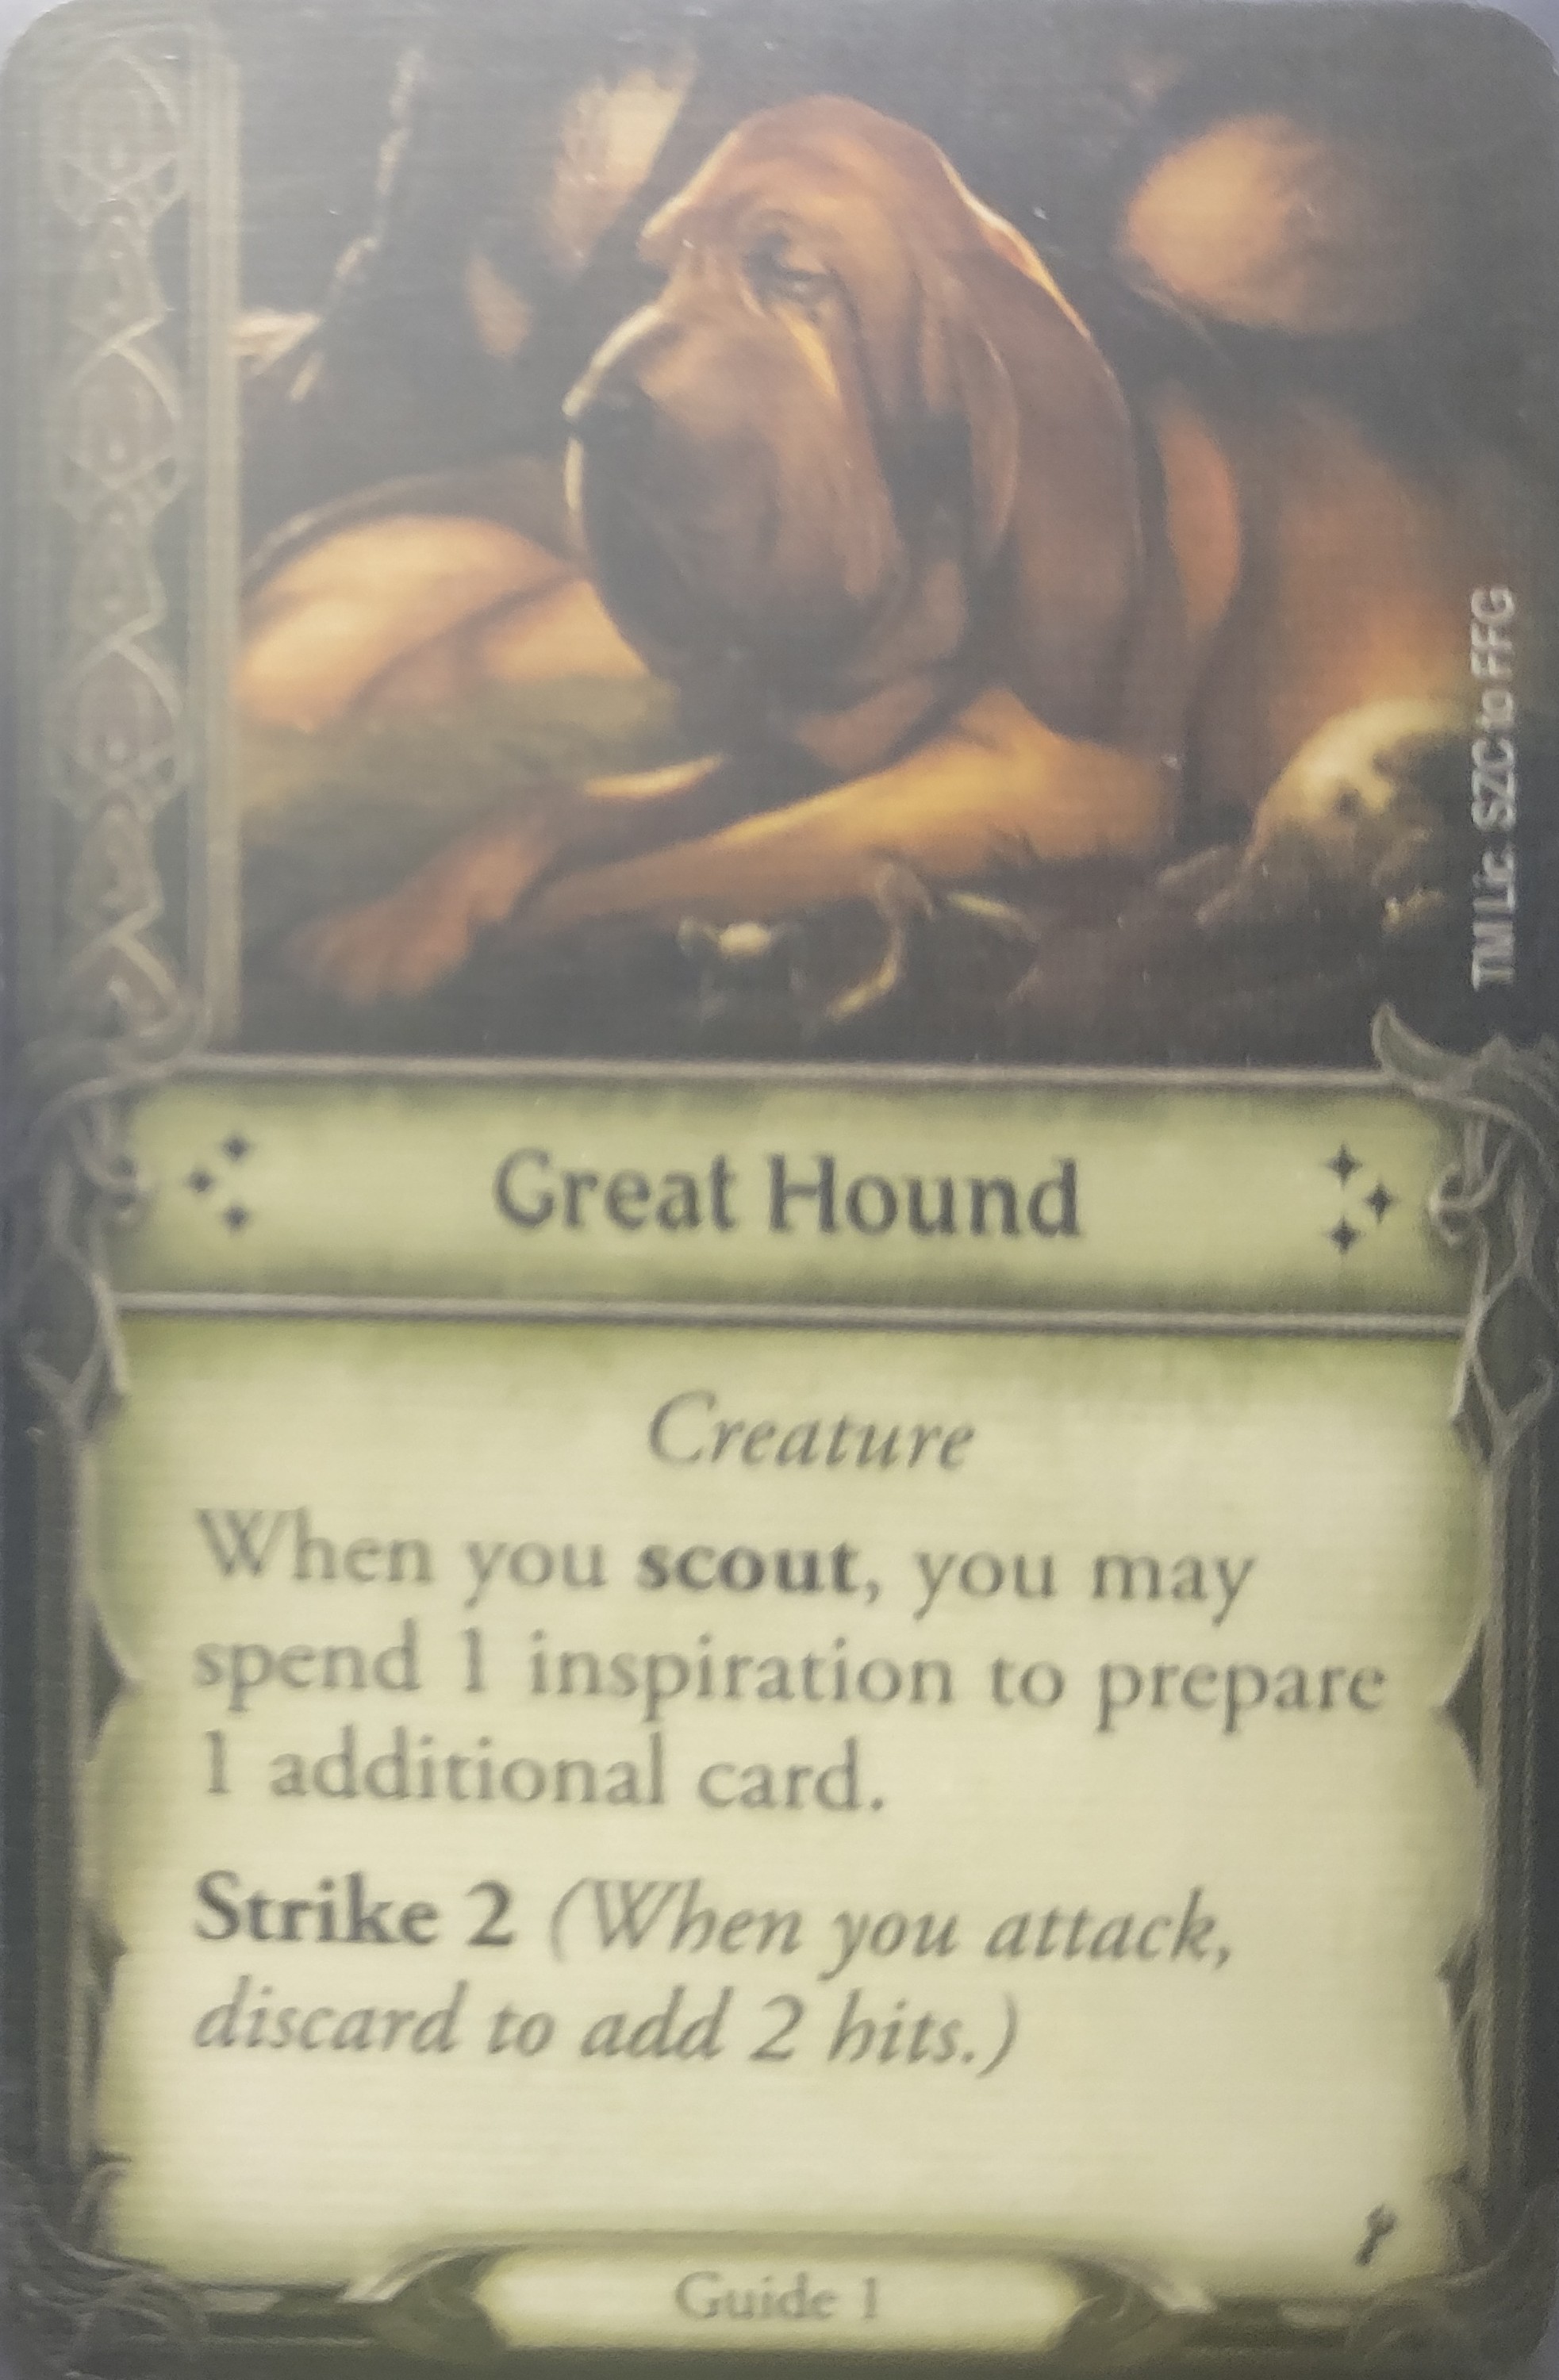 TM Lic. SZC to FFG
Great Hound
Creature
When you scout, you may
spend 1 inspiration to prepare
1 additional card.
Strike 2 (When you attack,
discard to add 2 hits.)
Guide 1